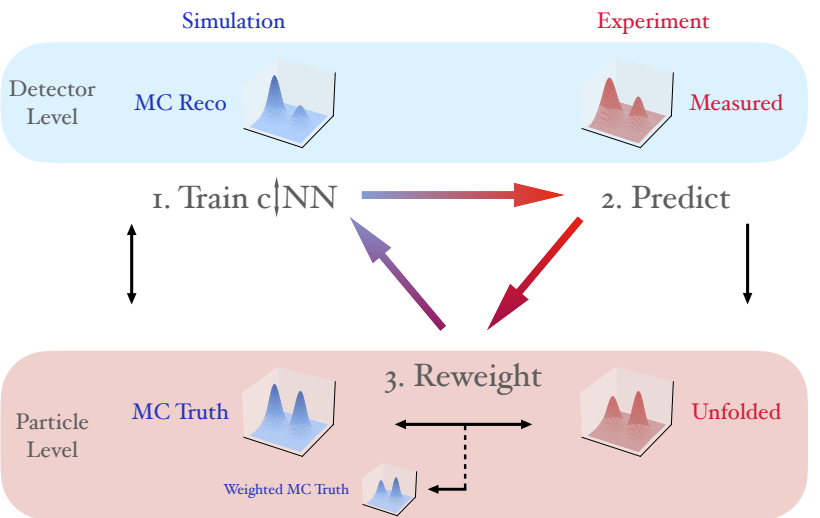 Simulation
Experiment
Detector
Level
MC Reco
Measured
1. Train c↕NN
2. Predict
3. Reweight
Particle
Level
MC Truth
Unfolded
Weighted MC Truth